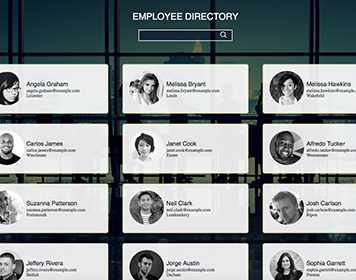 EMPLOYEE DIRECTORY
Angela Graham
angela.graham@example.com
Leicester
Melissa Bryant
melissa.bryant@example.com
Leeds
Melissa Hawkins
melissa.hawkins@example.com
Wakefield
Carlos James
carlos.james@example.com
Winchester
Janet Cook
janet.cook@example.com
Exeter
Alfredo Tucker
alfredo.tucker@example.com
Worcester
Suzanna Patterson
suzanna.patterson@example.com
Portsmouth
Neil Clark
neil.clark@example.com
Londonderry
Josh Carlson
josh.carlson@example.com
Ripon
Jeffery Rivera
jeffery.rivera@example.com
Belfast
Jorge Austin
jorge.austin@example.com
Durham
Sophia Garrett
sophia.garrett@example.com
Preston